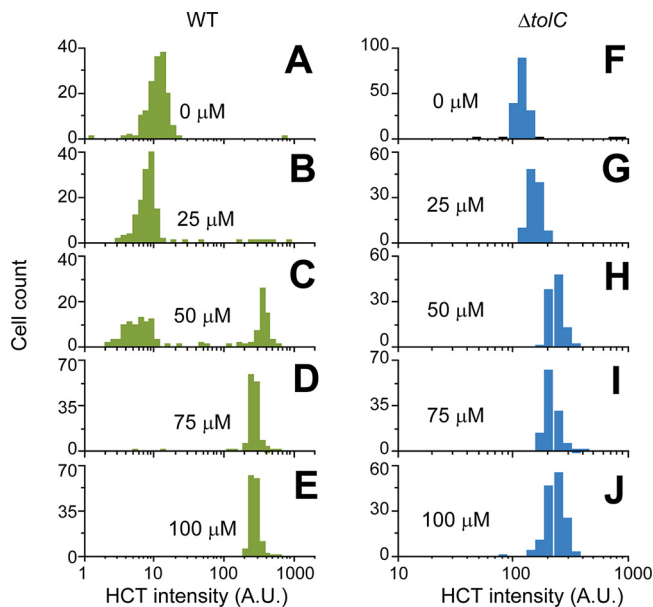 WT
ΔtolC
40
20
0
A
0 μM
100
50
0
F
0 μM
40
20
0
B
25 μM
60
30
0
G
25 μM
Cell count
40
20
0
C
50 μM
60
30
0
H
50 μM
70
35
0
D
75 μM
70
35
0
I
75 μM
70
35
0
E
100 μM
60
30
0
J
100 μM
1 10 100 1000
HCT intensity (A.U.)
10 100 1000
HCT intensity (A.U.)